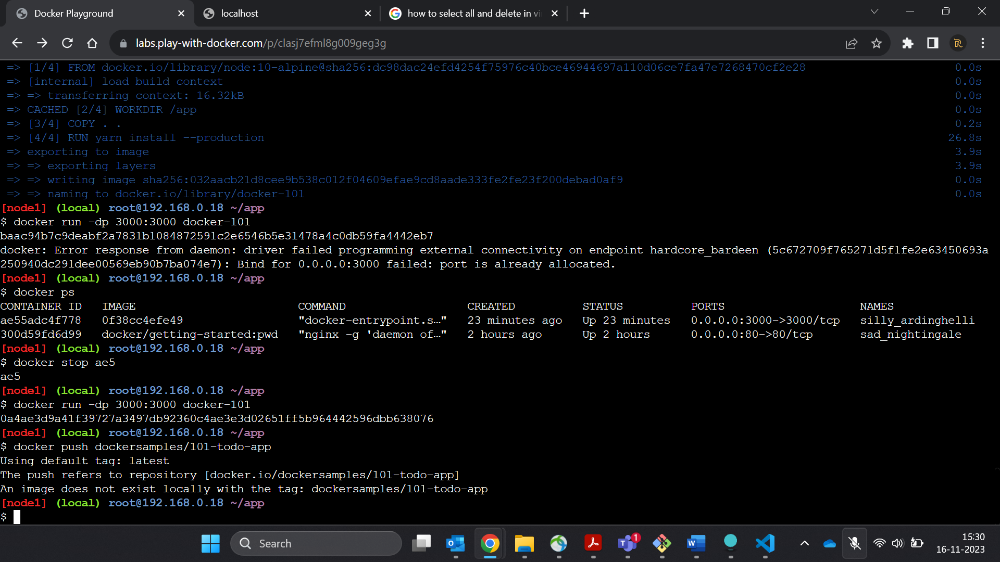 Docker Playground
localhost
how to select all and delete in vi
labs.play-with-docker.com/p/clasj7efml8g009geg3g
=> [1/4] FROM docker.io/library/node:10-alpine@sha256:dc98dac24efd4254f75976c40bce46944697a110d06ce7fa47e7268470cf2e28 0.0s
=> [internal] load build context 0.0s
=> => transferring context: 16.32kB 0.0s
=> CACHED [2/4] WORKDIR /app 0.0s
=> [3/4] COPY . . 0.2s
=> [4/4] RUN yarn install --production 26.8s
=> exporting to image 3.9s
=> => exporting layers 3.9s
=> => writing image sha256:032aacb21d8cee9b538c012f04609efae9cd8aade333fe2fe23f200debad0af9 0.0s
=> => naming to docker.io/library/docker-101 0.0s
[node1] (local) root@192.168.0.18 ~/app
$ docker run -dp 3000:3000 docker-101
baac94b7c9deabf2a7831b1084872591c2e6546b5e31478a4c0db59fa4442eb7
docker: Error response from daemon: driver failed programming external connectivity on endpoint hardcore_bardeen (5c672709f765271d5f1fe2e63450693a
250940dc291dee00569eb90b7ba074e7): Bind for 0.0.0.0:3000 failed: port is already allocated.
[node1] (local) root@192.168.0.18 ~/app
$ docker ps
CONTAINER ID IMAGE COMMAND CREATED STATUS PORTS NAMES
ae55adc4f778 0f38cc4efe49 "docker-entrypoint.s…" 23 minutes ago Up 23 minutes 0.0.0.0:3000->3000/tcp silly_ardinghelli
300d59fd6d99 docker/getting-started:pwd "nginx -g 'daemon of…" 2 hours ago Up 2 hours 0.0.0.0:80->80/tcp sad_nightingale
[node1] (local) root@192.168.0.18 ~/app
$ docker stop ae5
ae5
[node1] (local) root@192.168.0.18 ~/app
$ docker run -dp 3000:3000 docker-101
0a4ae3d9a41f39727a3497db92360c4ae3e3d02651ff5b964442596dbb638076
[node1] (local) root@192.168.0.18 ~/app
$ docker push dockersamples/101-todo-app
Using default tag: latest
The push refers to repository [docker.io/dockersamples/101-todo-app]
An image does not exist locally with the tag: dockersamples/101-todo-app
[node1] (local) root@192.168.0.18 ~/app
$
Search
1
15:30
16-11-2023